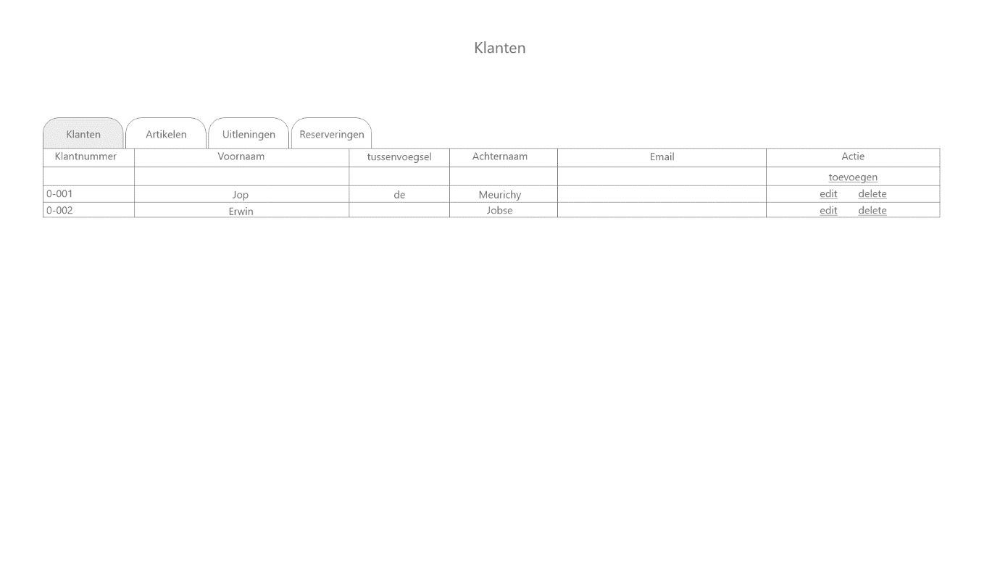 Klanten
Klanten Artikelen Uitleningen Reserveringen
Klantnummer Voornaam tussenvoegsel Achternaam Email Actie
toevoegen
0-001 Jop de Meurichy edit delete
0-002 Erwin Jobse edit delete